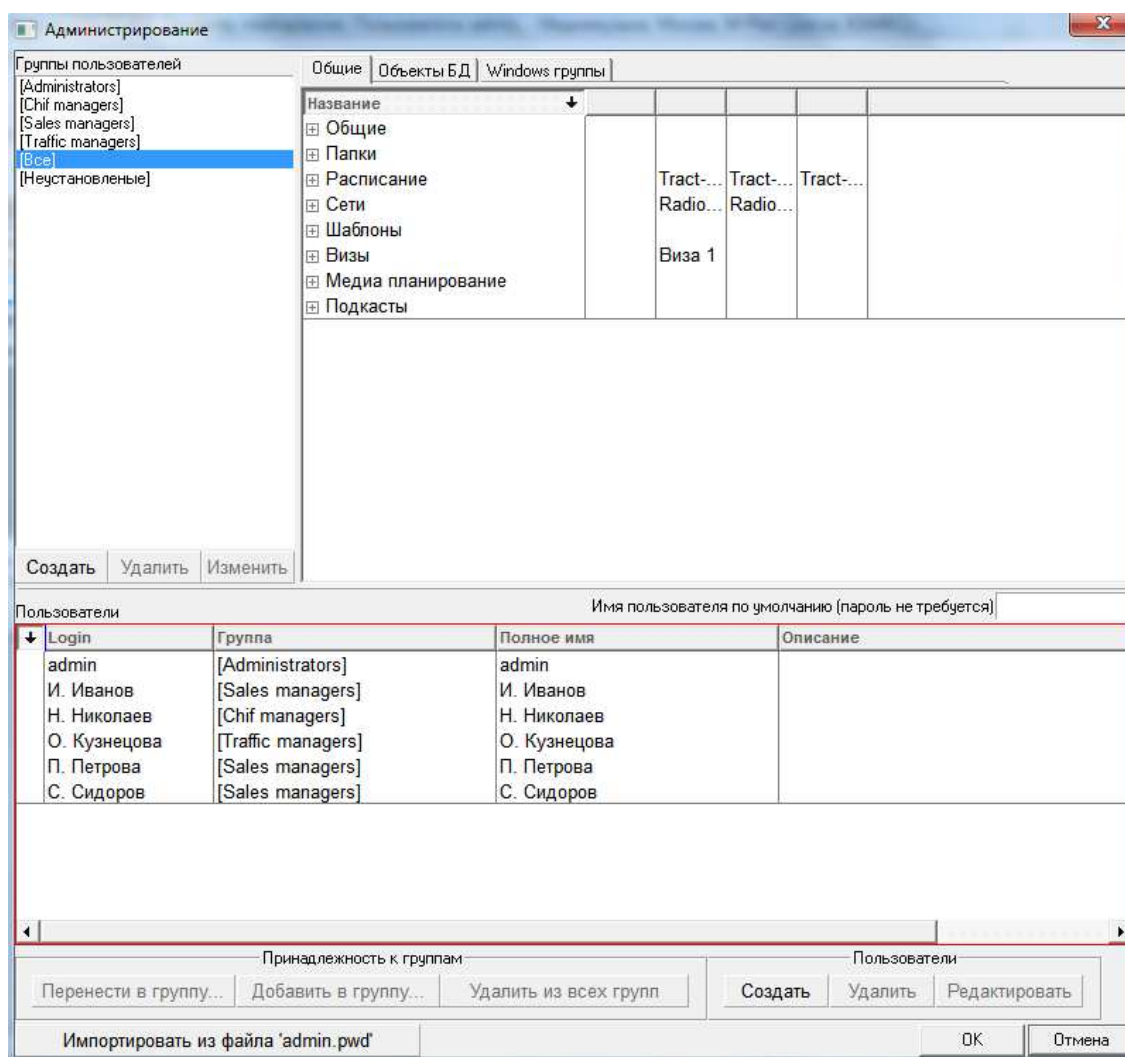 Администрирование
Группы пользователей
[Administrators]
[Chif managers]
[Sales managers]
[Traffic managers]
[Все]
[Неустановленые]
Создать Удалить Изменить
Общие Объекты БД Windows группы
Название
Общие
Папки
Расписание Tract-... Tract-... Tract-...
Сети Radio... Radio...
Шаблоны
Визы Виза 1
Медиа планирование
Подкасты
Имя пользователя по умолчанию (пароль не требуется)
Пользователи
Login Группа Полное имя Описание
admin [Administrators] admin
И. Иванов [Sales managers] И. Иванов
Н. Николаев [Chif managers] Н. Николаев
О. Кузнецова [Traffic managers] О. Кузнецова
П. Петрова [Sales managers] П. Петрова
С. Сидоров [Sales managers] С. Сидоров
Принадлежность к группам Пользователи
Перенести в группу... Добавить в группу... Удалить из всех групп Создать Удалить Редактировать
Импортировать из файла 'admin.pwd' OK Отмена